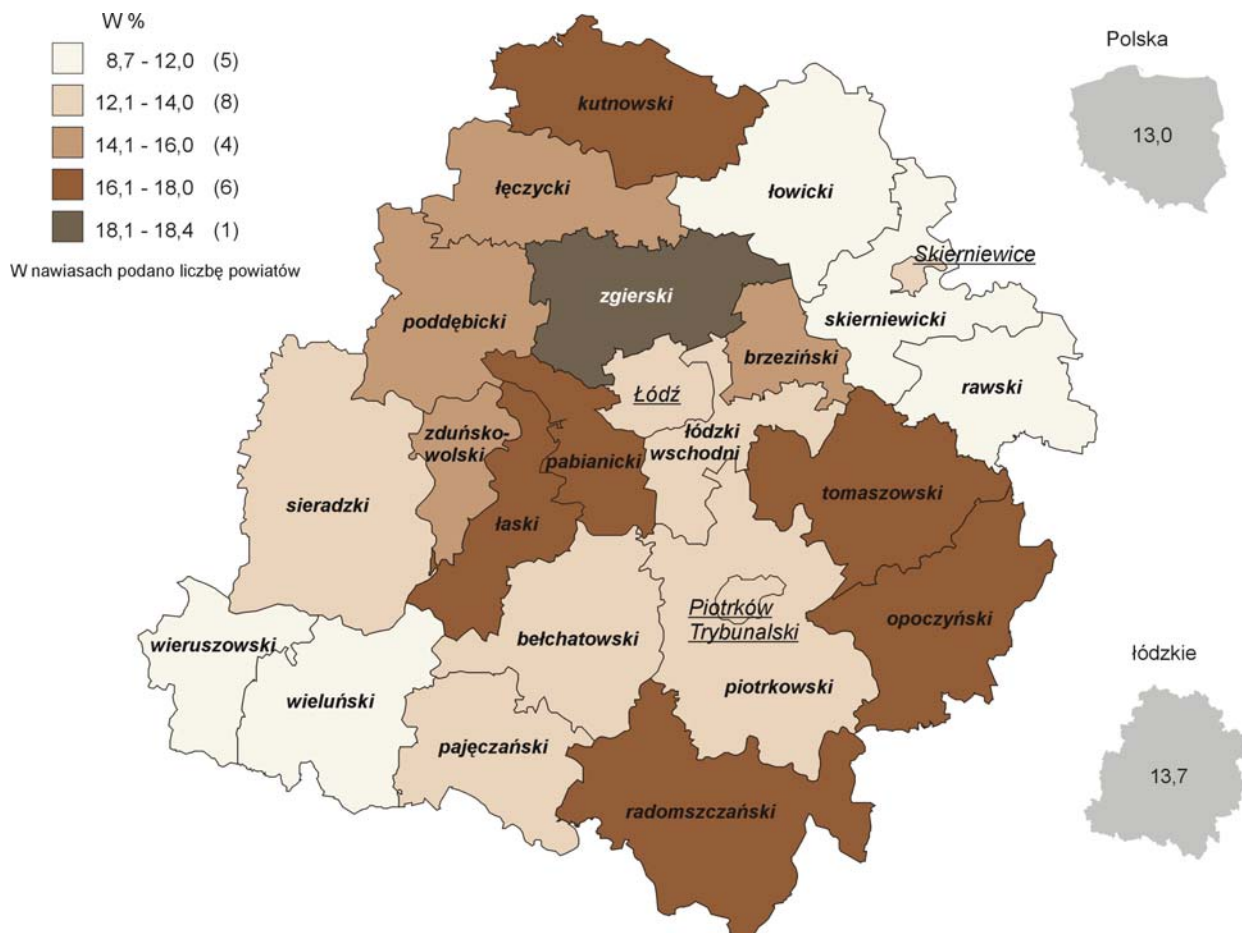 W %
8,7 - 12,0 (5)
12,1 - 14,0 (8)
14,1 - 16,0 (4)
16,1 - 18,0 (6)
18,1 - 18,4 (1)
W nawiasach podano liczbę powiatów
Polska
13,0
kutnowski
łęczycki
łowicki
Skierniewice
zgierski
skierniewicki
poddębicki
brzeziński
rawski
Łódź
zduńsko-
wolski
łódzki
wschodni
pabianicki
tomaszowski
sieradzki
łaski
Piotrków
Trybunalski
opoczyński
wieruszowski
bełchatowski
łódzkie
wieluński
piotrkowski
pajęczański
13,7
radomszczański